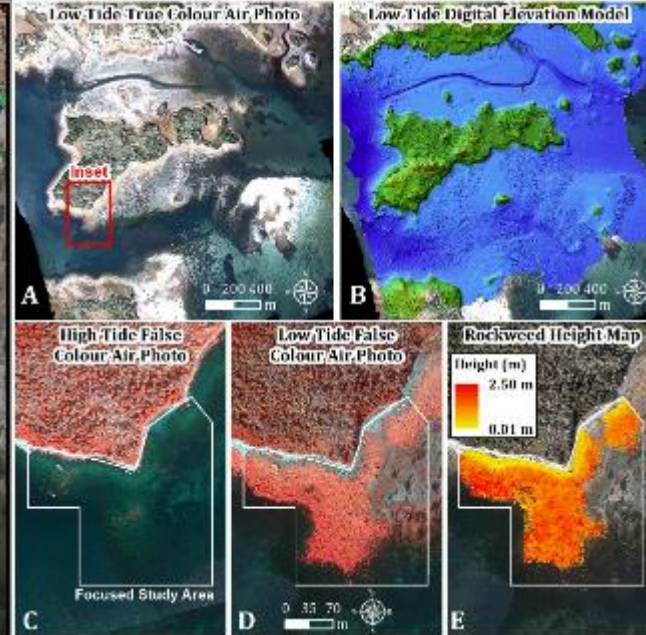 Low-Tide True Colour Air Photo
Inset
A
0 200 400
m
Low-Tide Digital Elevation Model
B
0 200 400
m
High-Tide False
Colour Air Photo
Focused Study Area
C
Low-Tide False
Colour Air Photo
D
0 35 70
m
Rockweed Height Map
Height (m)
2.50 m
0.01 m
E